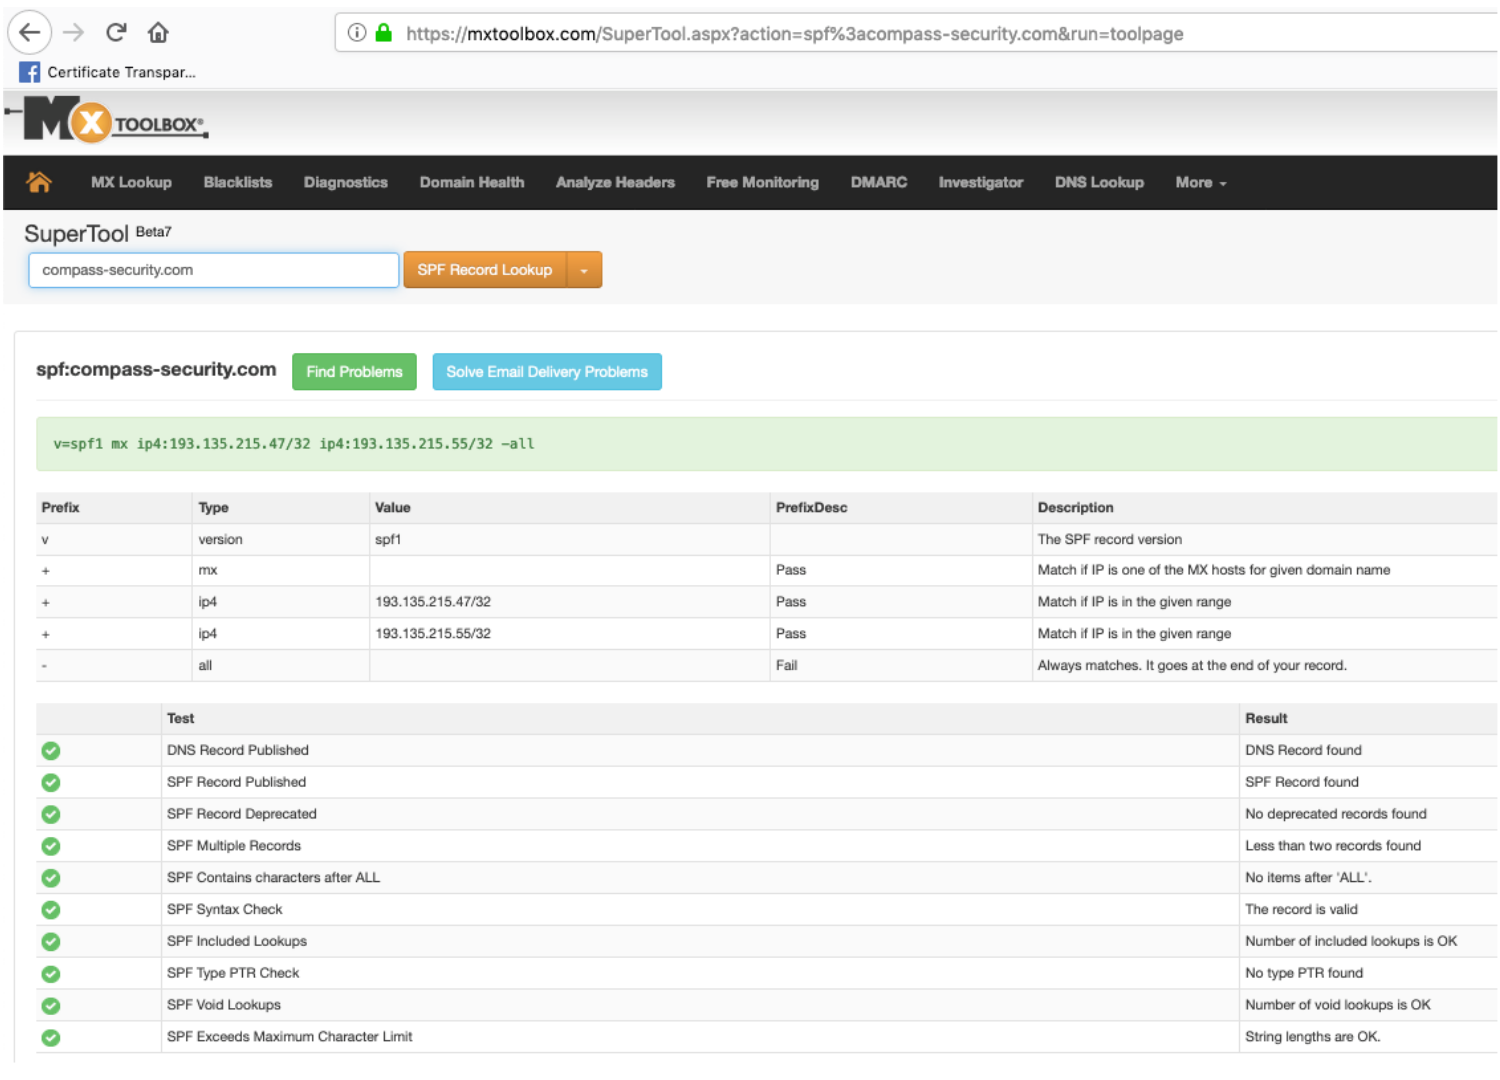 https://mxtoolbox.com/SuperTool.aspx?action=spf%3acompass-security.com&run=toolpage
Certificate Transpar...
MX TOOLBOX®
MX Lookup Blacklists Diagnostics Domain Health Analyze Headers Free Monitoring DMARC Investigator DNS Lookup More
SuperTool Beta7
compass-security.com SPF Record Lookup
spf:compass-security.com Find Problems Solve Email Delivery Problems
v=spf1 mx ip4:193.135.215.47/32 ip4:193.135.215.55/32 -all
Prefix Type Value PrefixDesc Description
v version spf1 The SPF record version
+ mx Pass Match if IP is one of the MX hosts for given domain name
+ ip4 193.135.215.47/32 Pass Match if IP is in the given range
+ ip4 193.135.215.55/32 Pass Match if IP is in the given range
- all Fail Always matches. It goes at the end of your record.
Test Result
DNS Record Published DNS Record found
SPF Record Published SPF Record found
SPF Record Deprecated No deprecated records found
SPF Multiple Records Less than two records found
SPF Contains characters after ALL No items after 'ALL'.
SPF Syntax Check The record is valid
SPF Included Lookups Number of included lookups is OK
SPF Type PTR Check No type PTR found
SPF Void Lookups Number of void lookups is OK
SPF Exceeds Maximum Character Limit String lengths are OK.